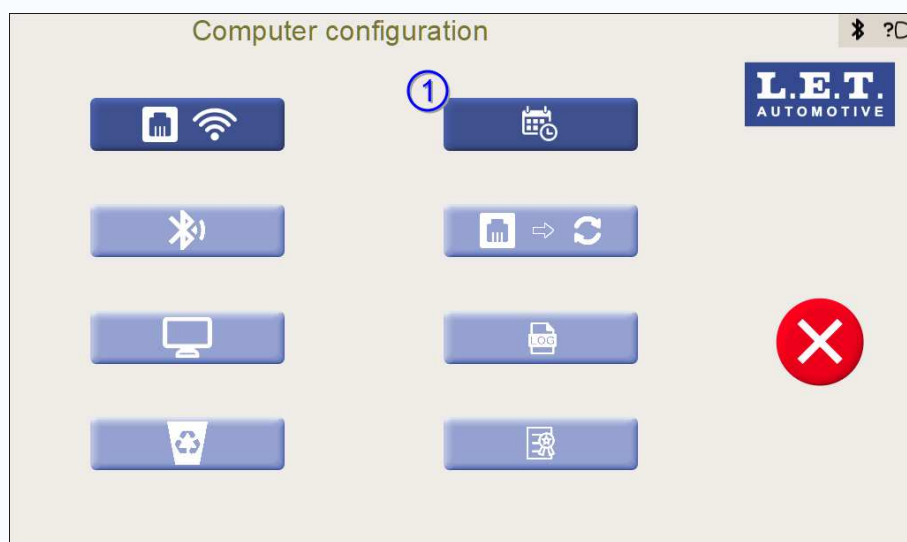 Computer configuration
?
1
L.E.T.
AUTOMOTIVE
LOG